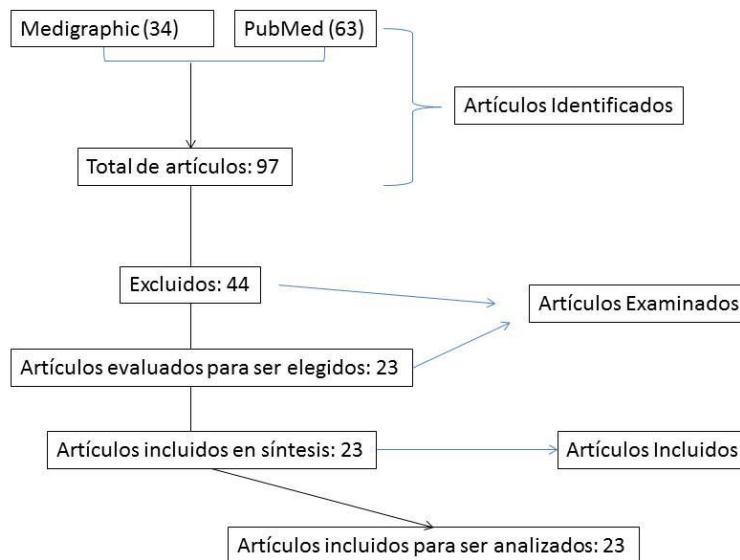 Medigraphic (34)
PubMed (63)
Artículos Identificados
Total de artículos: 97
Excluidos: 44
Artículos Examinados
Artículos evaluados para ser elegidos: 23
Artículos incluidos en síntesis: 23
Artículos Incluidos
Artículos incluidos para ser analizados: 23